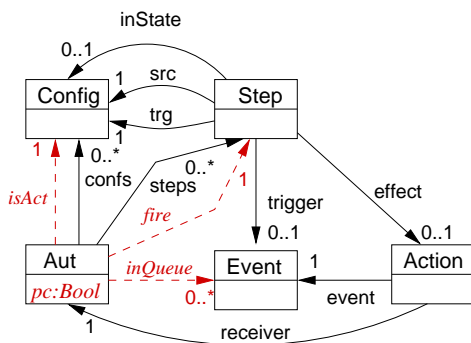 inState
0..1
src
1
Config
Step
trg
1
1
0..*
0..*
confs
steps
1
isAct
fire
effect
trigger
0..1
0..1
Aut
inQueue
Event
1
Action
pc:Bool
0..*
event
1
receiver